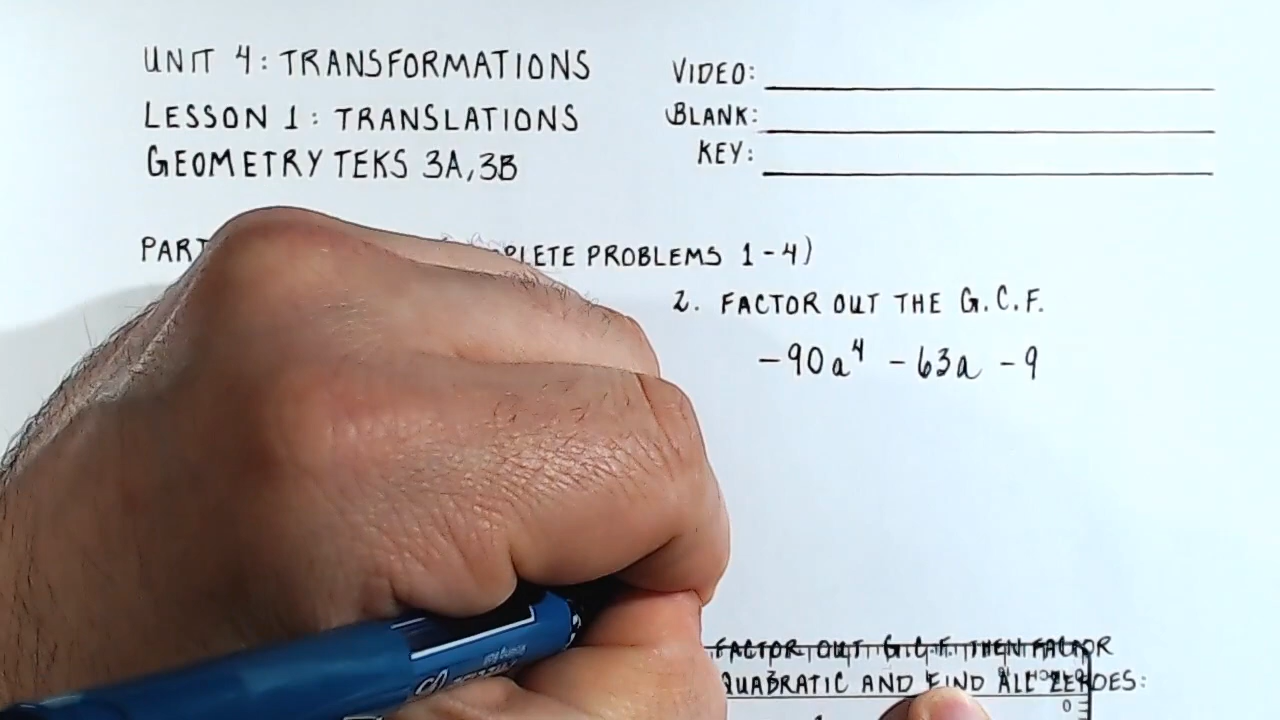 UNIT 4: TRANSFORMATIONS
LESSON 1: TRANSLATIONS
GEOMETRY TEKS 3A,3B
VIDEO:
BLANK:
KEY:
PART
PLETE PROBLEMS 1-4)
2. FACTOR OUT THE G.C.F.
-90a⁴ -63a -9
FACTOR OUT G.C.F. THEN FACTOR
QUADRATIC AND FIND ALL ZEROES: